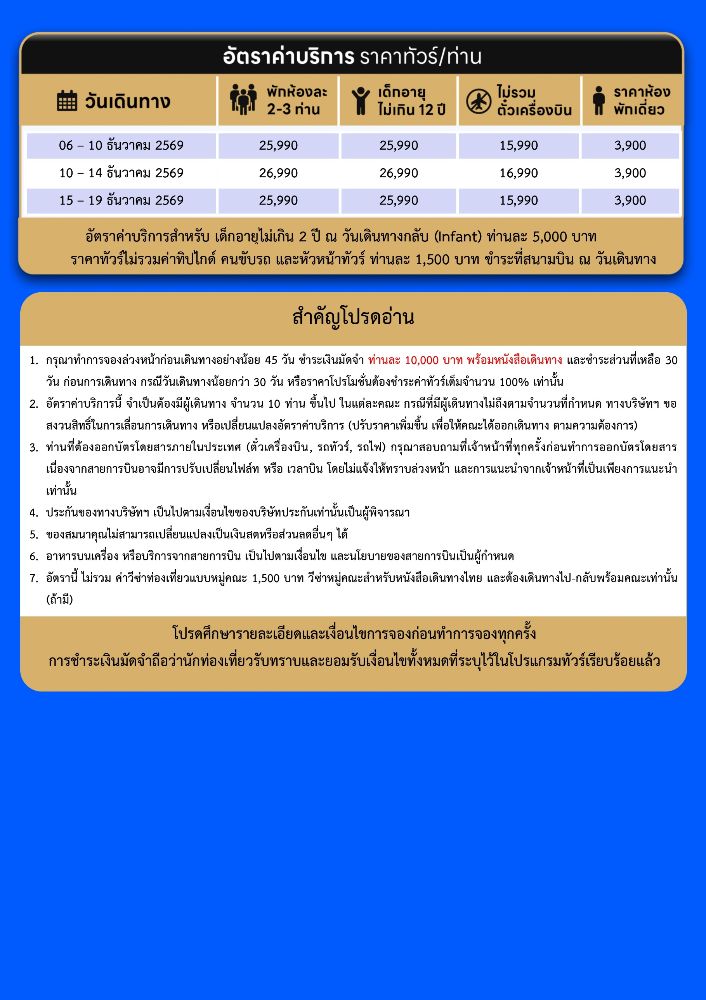 อัตราค่าบริการ ราคาทัวร์/ท่าน
วันเดินทาง พักห้องละ 2-3 ท่าน เด็กอายุ ไม่เกิน 12 ปี ไม่รวม ตั๋วเครื่องบิน ราคาห้อง พักเดี่ยว
06 – 10 ธันวาคม 2569 25,990 25,990 15,990 3,900
10 – 14 ธันวาคม 2569 26,990 26,990 16,990 3,900
15 – 19 ธันวาคม 2569 25,990 25,990 15,990 3,900
อัตราค่าบริการสำหรับ เด็กอายุไม่เกิน 2 ปี ณ วันเดินทางกลับ (Infant) ท่านละ 5,000 บาท
ราคาทัวร์ไม่รวมค่าทิปไกด์ คนขับรถ และหัวหน้าทัวร์ ท่านละ 1,500 บาท ชำระที่สนามบิน ณ วันเดินทาง
สำคัญโปรดอ่าน
1. กรุณาทำการจองล่วงหน้าก่อนเดินทางอย่างน้อย 45 วัน ชำระเงินมัดจำ ท่านละ 10,000 บาท พร้อมหนังสือเดินทาง และชำระส่วนที่เหลือ 30
วัน ก่อนการเดินทาง กรณีวันเดินทางน้อยกว่า 30 วัน หรือราคาโปรโมชั่นต้องชำระค่าทัวร์เต็มจำนวน 100% เท่านั้น
2. อัตราค่าบริการนี้ จำเป็นต้องมีผู้เดินทาง จำนวน 10 ท่าน ขึ้นไป ในแต่ละคณะ กรณีที่มีผู้เดินทางไม่ถึงตามจำนวนที่กำหนด ทางบริษัทฯ ขอ
สงวนสิทธิ์ในการเลื่อนการเดินทาง หรือเปลี่ยนแปลงอัตราค่าบริการ (ปรับราคาเพิ่มขึ้น เพื่อให้คณะได้ออกเดินทาง ตามความต้องการ)
3. ท่านที่ต้องออกบัตรโดยสารภายในประเทศ (ตั๋วเครื่องบิน, รถทัวร์, รถไฟ) กรุณาสอบถามที่เจ้าหน้าที่ทุกครั้งก่อนทำการออกบัตรโดยสาร
เนื่องจากสายการบินอาจมีการปรับเปลี่ยนไฟล์ท หรือ เวลาบิน โดยไม่แจ้งให้ทราบล่วงหน้า และการแนะนำจากเจ้าหน้าที่เป็นเพียงการแนะนำ
เท่านั้น
4. ประกันของทางบริษัทฯ เป็นไปตามเงื่อนไขของบริษัทประกันเท่านั้นเป็นผู้พิจารณา
5. ของสมนาคุณไม่สามารถเปลี่ยนแปลงเป็นเงินสดหรือส่วนลดอื่นๆ ได้
6. อาหารบนเครื่อง หรือบริการจากสายการบิน เป็นไปตามเงื่อนไข และนโยบายของสายการบินเป็นผู้กำหนด
7. อัตรานี้ ไม่รวม ค่าวีซ่าท่องเที่ยวแบบหมู่คณะ 1,500 บาท วีซ่าหมู่คณะสำหรับหนังสือเดินทางไทย และต้องเดินทางไป-กลับพร้อมคณะเท่านั้น
(ถ้ามี)
โปรดศึกษารายละเอียดและเงื่อนไขการจองก่อนทำการจองทุกครั้ง
การชำระเงินมัดจำถือว่านักท่องเที่ยวรับทราบและยอมรับเงื่อนไขทั้งหมดที่ระบุไว้ในโปรแกรมทัวร์เรียบร้อยแล้ว